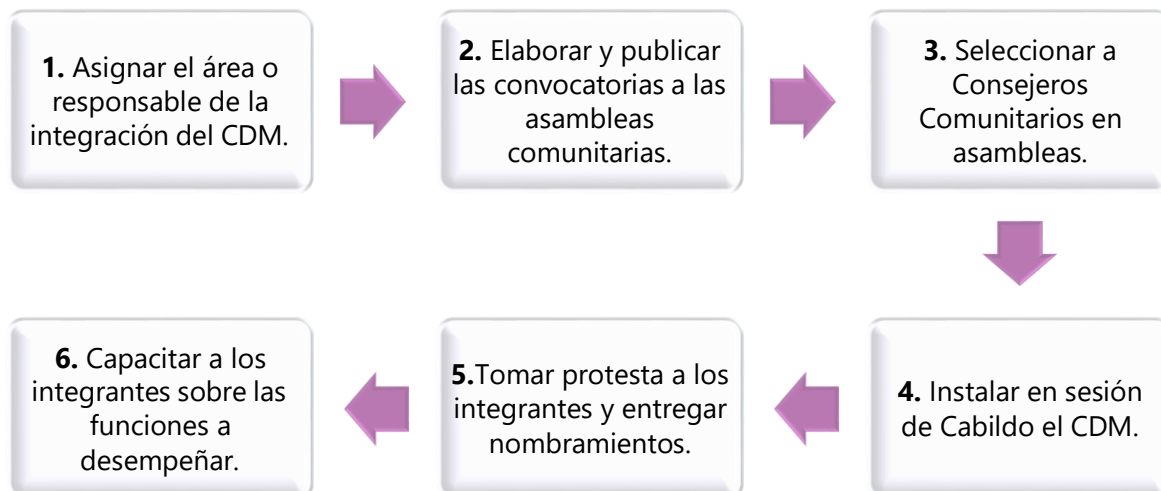 1. Asignar el área o
responsable de la
integración del CDM.
2. Elaborar y publicar
las convocatorias a las
asambleas
comunitarias.
3. Seleccionar a
Consejeros
Comunitarios en
asambleas.
4. Instalar en sesión
de Cabildo el CDM.
5.Tomar protesta a los
integrantes y entregar
nombramientos.
6. Capacitar a los
integrantes sobre las
funciones a
desempeñar.